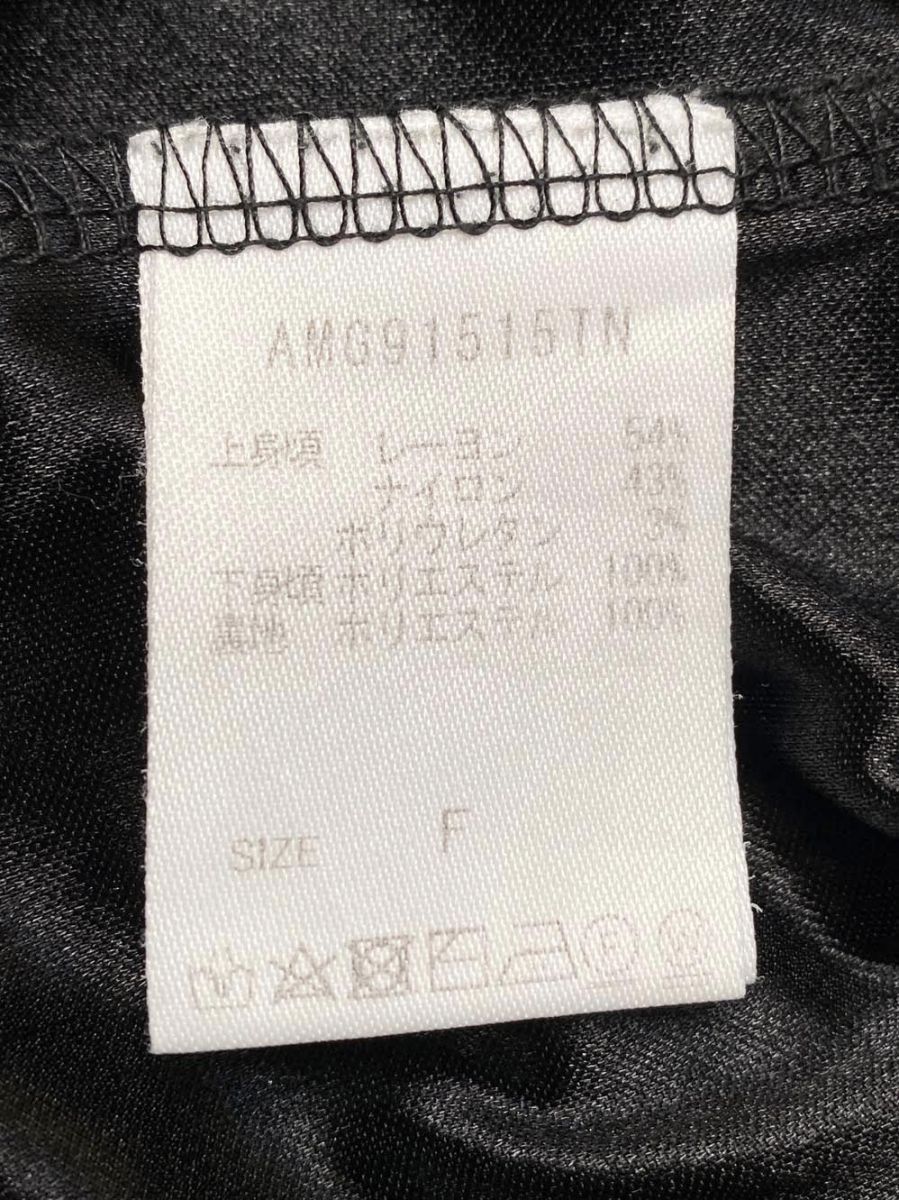 AMG91515TN
上身頃 レーヨン 54%
ナイロン 43%
ポリウレタン 3%
下身頃 ポリエステル 100%
裏地 ポリエステル 100%
SIZE F
F W